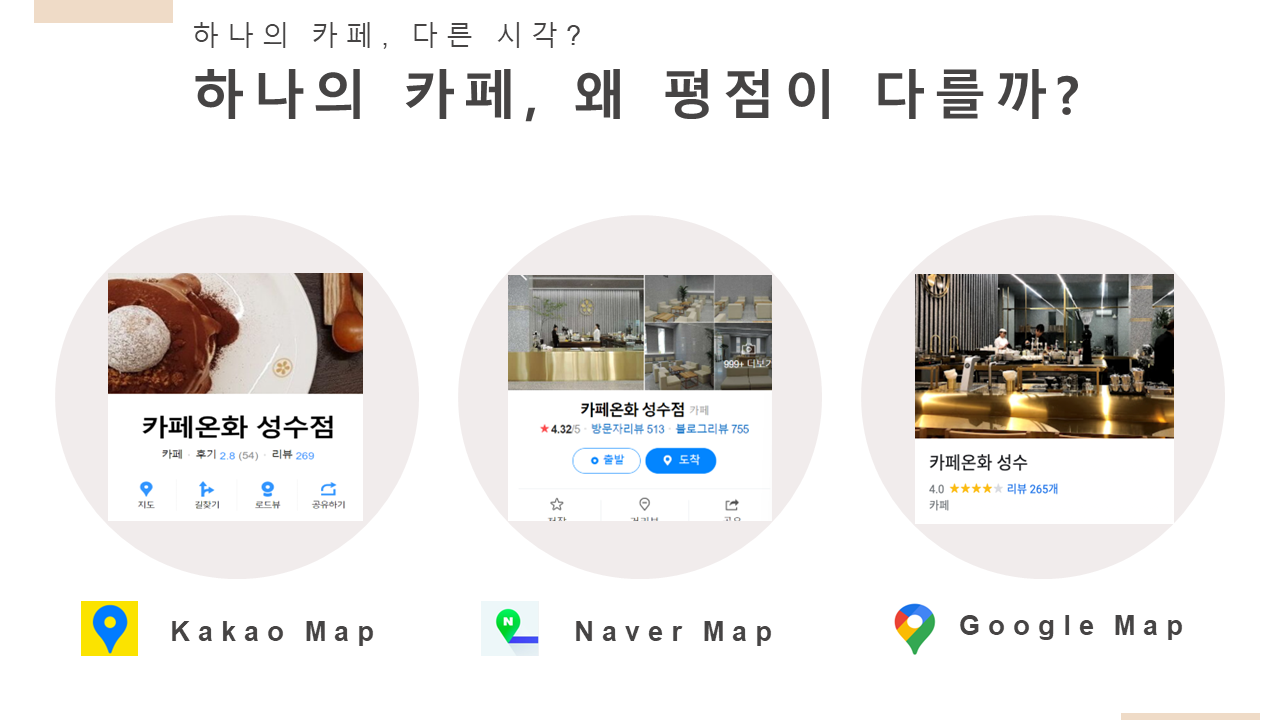 하나의 카페, 다른 시각?
하나의 카페, 왜 평점이 다를까?
카페온화 성수점
카페 · 후기 2.8 (54) · 리뷰 269
지도 길찾기 로드뷰 공유하기
999+ 더보기
카페온화 성수점 카페
★4.32/5 · 방문자리뷰 513 · 블로그리뷰 755
출발 도착
카페온화 성수
4.0 ★★★★★ 리뷰 265개
카페
Kakao Map
N
Naver Map
Google Map